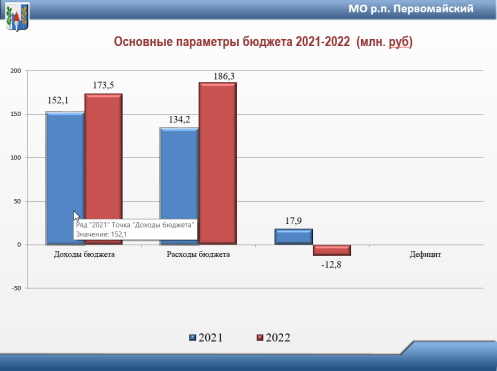 МО р.п. Первомайский
Основные параметры бюджета 2021-2022 (млн. руб)
200
150
100
50
0
-50
152,1
173,5
134,2
186,3
17,9
-12,8
Ряд "2021" Точка "Доходы бюджета"
Значение: 152,1
Доходы бюджета
Расходы бюджета
Дефицит
2021
2022